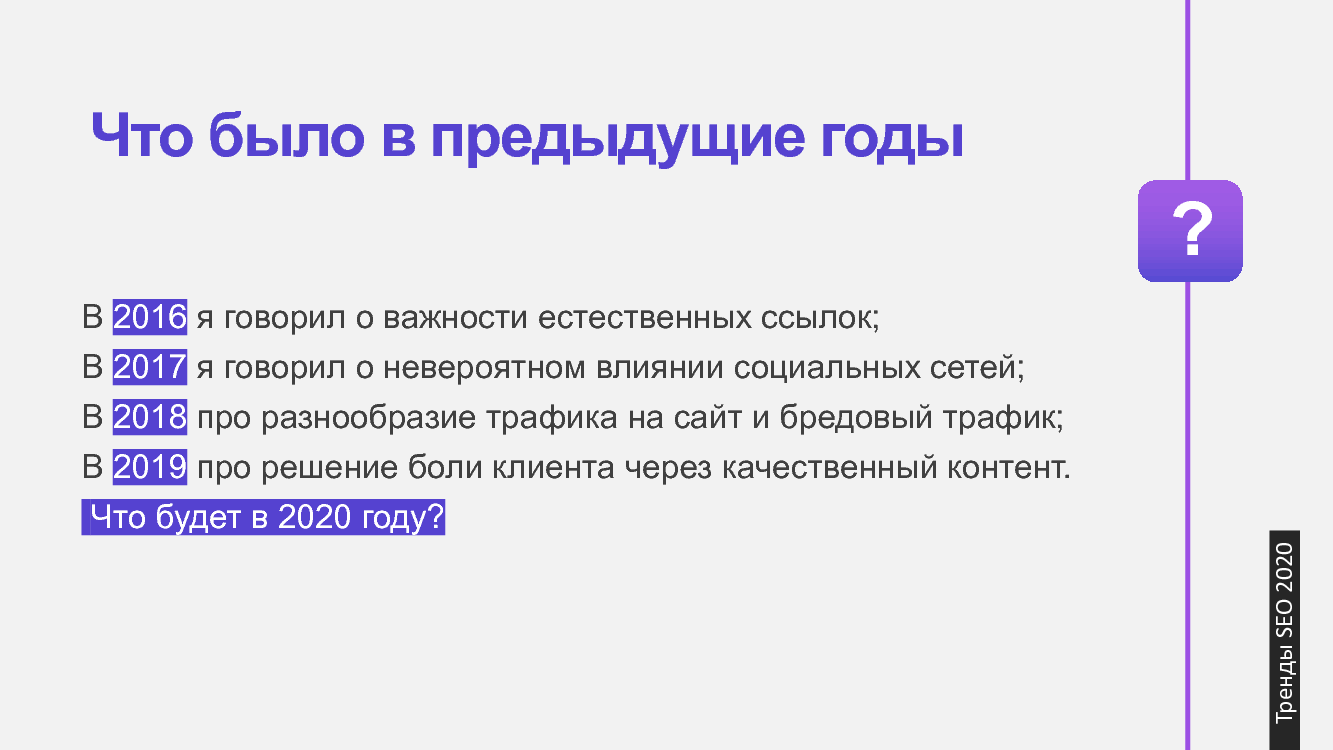 Что было в предыдущие годы
?
В 2016 я говорил о важности естественных ссылок;
В 2017 я говорил о невероятном влиянии социальных сетей;
В 2018 про разнообразие трафика на сайт и бредовый трафик;
В 2019 про решение боли клиента через качественный контент.
Что будет в 2020 году?
Тренды SEO 2020